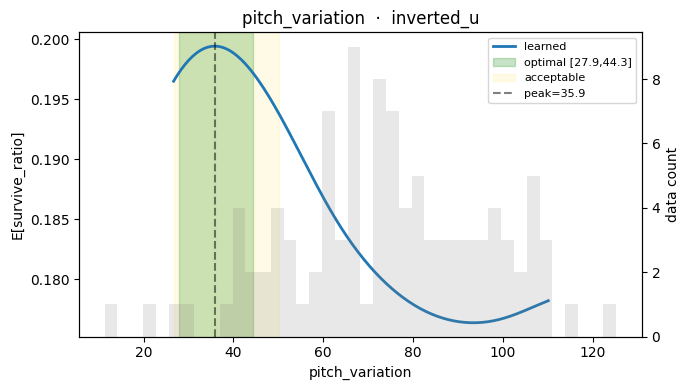 pitch_variation · inverted_u
learned
optimal [27.9,44.3]
acceptable
peak=35.9
E[survive_ratio]
0.200
0.195
0.190
0.185
0.180
data count
8
6
4
2
0
20 40 60 80 100 120
pitch_variation